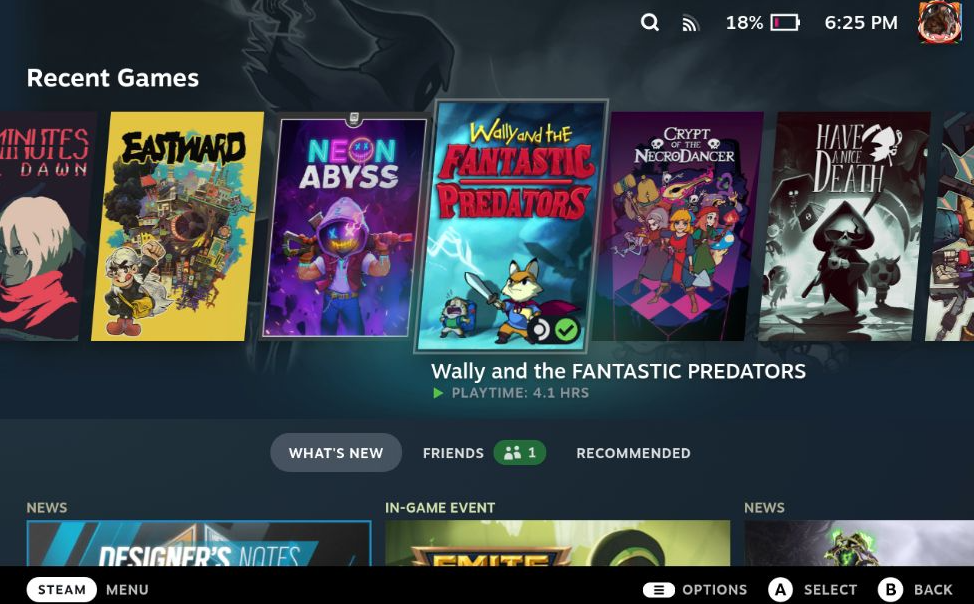 18%
6:25 PM
Recent Games
MINUTES
DAWN
EASTWARD
NEON
ABYSS
Wally and the
FANTASTIC
PREDATORS
CRYPT
OF THE
NECRODANCER
HAVE
A NICE
DEATH
Wally and the FANTASTIC PREDATORS
PLAYTIME: 4.1 HRS
WHAT'S NEW
FRIENDS
1
RECOMMENDED
NEWS
IN-GAME EVENT
NEWS
DESIGNER'S NOTES
STEAM
MENU
OPTIONS
A
SELECT
B
BACK